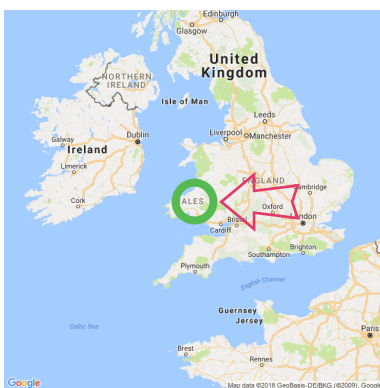 Edinburgh
Glasgow
United
Kingdom
NORTHERN
IRELAND
Isle of Man
Leeds
Dublin
Liverpool
Manchester
Galway
Ireland
Limerick
ENGLAND
Cambridge
Cork
ALES
Oxford
London
Bristol
Cardiff
Southampton
Brighton
Plymouth
English Channel
Guernsey
Jersey
Celtic Sea
Paris
Brest
Rennes
Google
Map data ©2018 GeoBasis-DE/BKG (©2009), Google